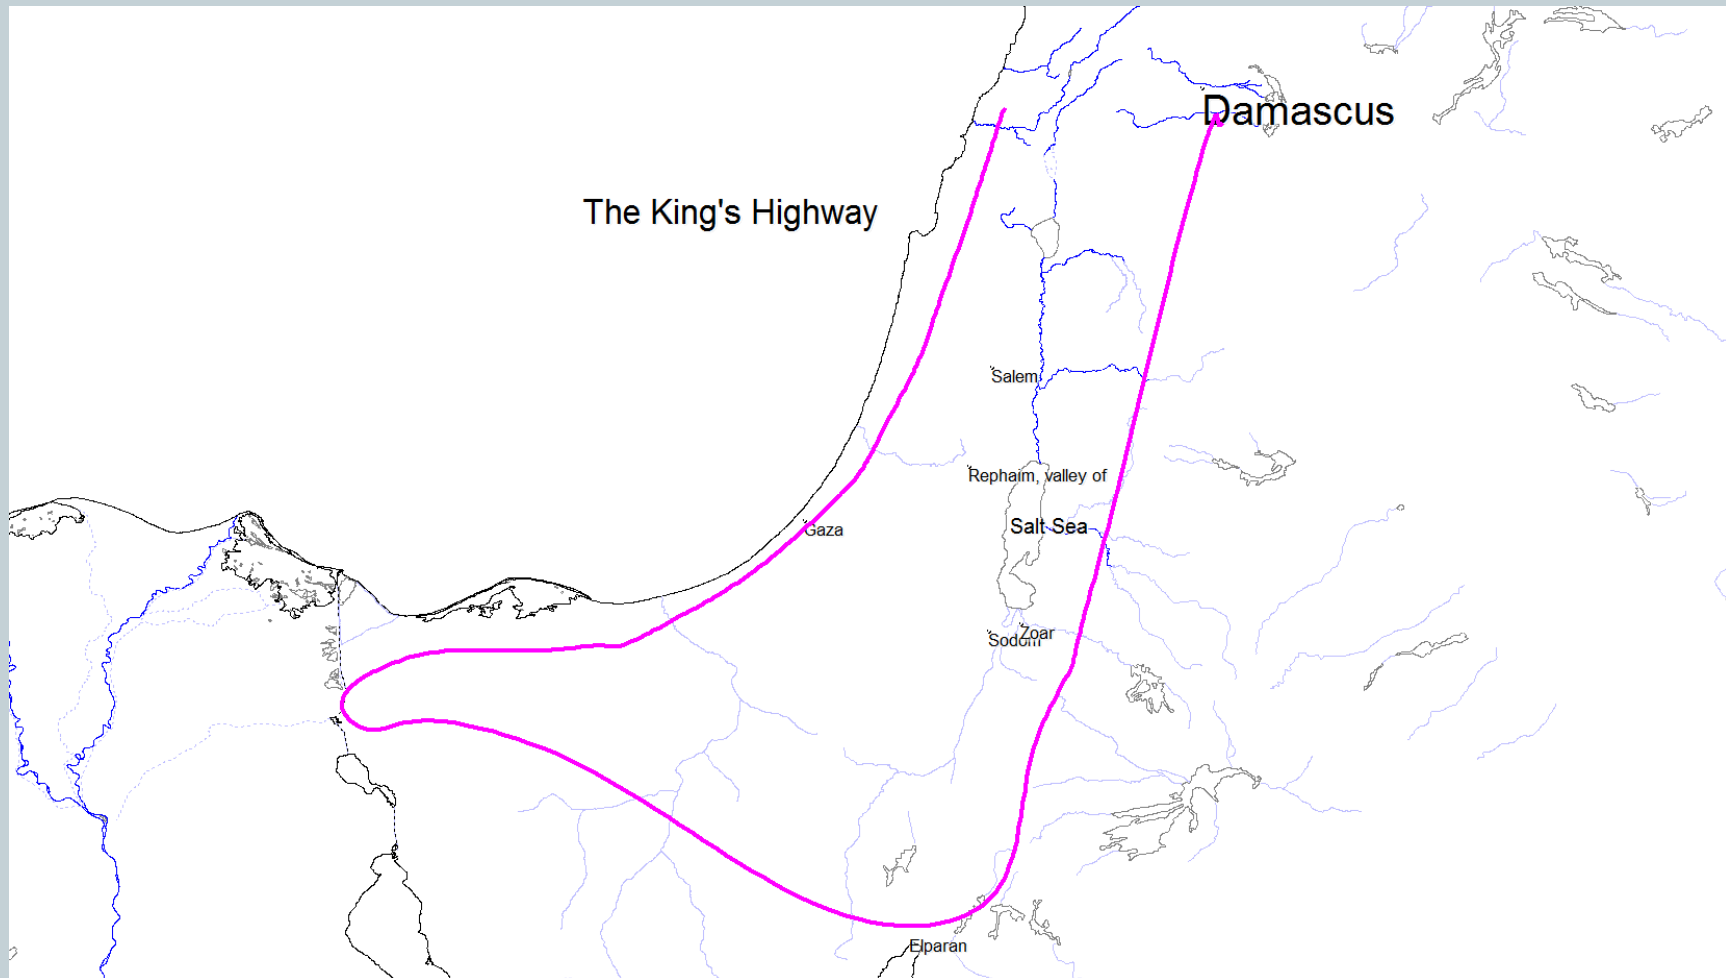 Damascus
The King's Highway
Salem
Rephaim, valley of
Salt Sea
Gaza
Zoar
Sodom
Elparan